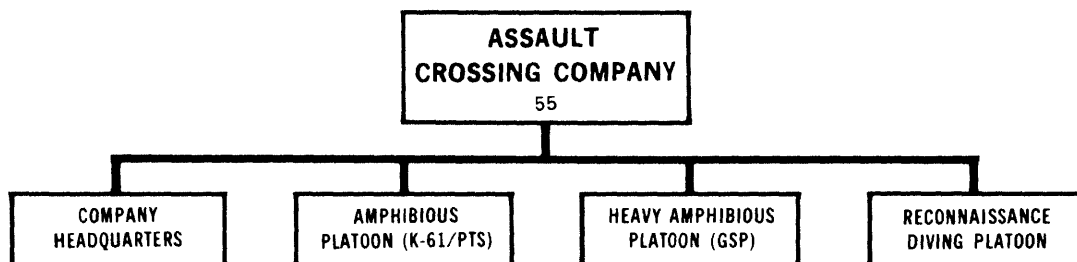 ASSAULT
CROSSING COMPANY
55
COMPANY
HEADQUARTERS
AMPHIBIOUS
PLATOON (K-61/PTS)
HEAVY AMPHIBIOUS
PLATOON (GSP)
RECONNAISSANCE
DIVING PLATOON